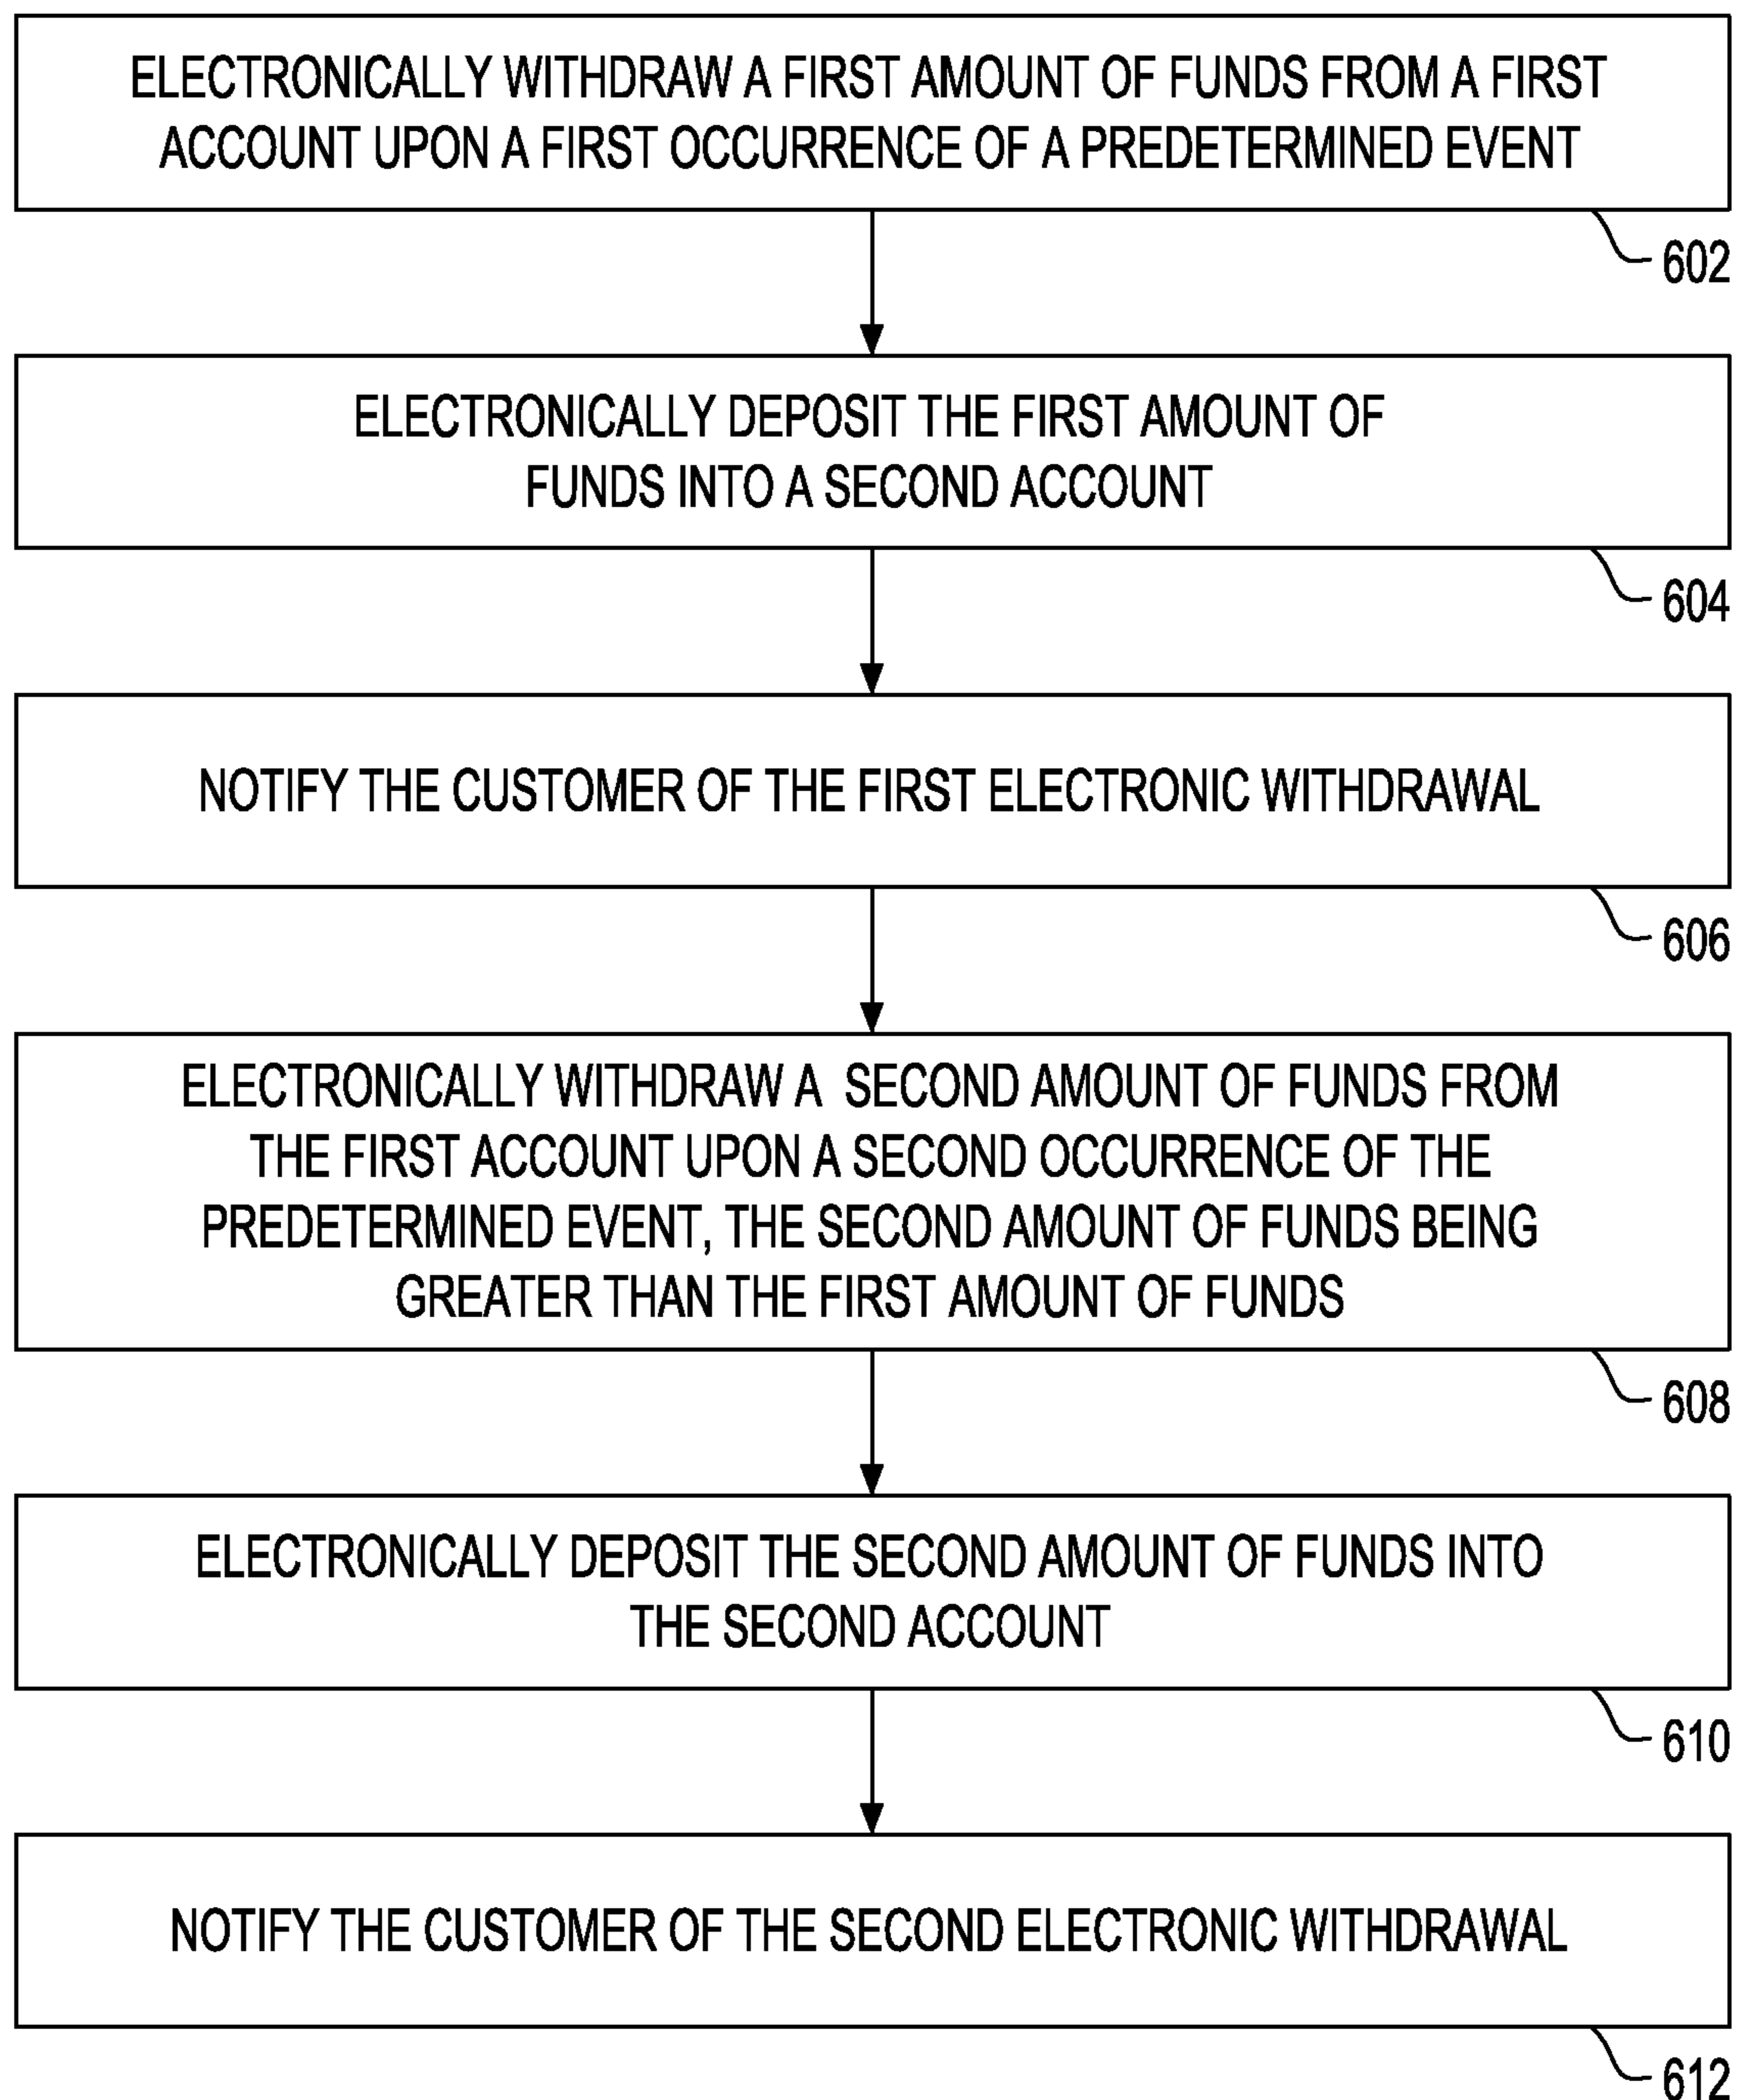 ELECTRONICALLY WITHDRAW A FIRST AMOUNT OF FUNDS FROM A FIRST
ACCOUNT UPON A FIRST OCCURRENCE OF A PREDETERMINED EVENT
602
ELECTRONICALLY DEPOSIT THE FIRST AMOUNT OF
FUNDS INTO A SECOND ACCOUNT
604
NOTIFY THE CUSTOMER OF THE FIRST ELECTRONIC WITHDRAWAL
606
ELECTRONICALLY WITHDRAW A SECOND AMOUNT OF FUNDS FROM
THE FIRST ACCOUNT UPON A SECOND OCCURRENCE OF THE
PREDETERMINED EVENT, THE SECOND AMOUNT OF FUNDS BEING
GREATER THAN THE FIRST AMOUNT OF FUNDS
608
ELECTRONICALLY DEPOSIT THE SECOND AMOUNT OF FUNDS INTO
THE SECOND ACCOUNT
610
NOTIFY THE CUSTOMER OF THE SECOND ELECTRONIC WITHDRAWAL
612